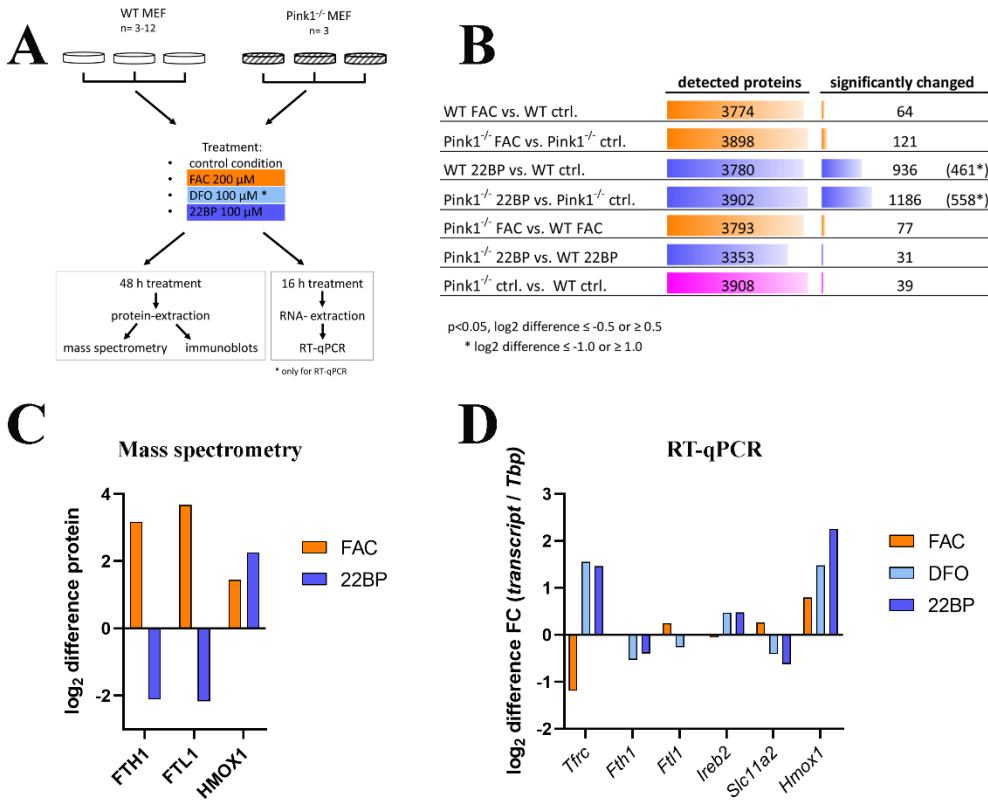 A
WT MEF
n= 3-12
Pink1-/- MEF
n= 3
Treatment:
• control condition
• FAC 200 µM
• DFO 100 µM *
• 22BP 100 µM
48 h treatment
protein-extraction
mass spectrometry immunoblots
16 h treatment
RNA- extraction
RT-qPCR
* only for RT-qPCR
B
detected proteins significantly changed
WT FAC vs. WT ctrl. 3774 64
Pink1-/- FAC vs. Pink1-/- ctrl. 3898 121
WT 22BP vs. WT ctrl. 3780 936 (461*)
Pink1-/- 22BP vs. Pink1-/- ctrl. 3902 1186 (558*)
Pink1-/- FAC vs. WT FAC 3793 77
Pink1-/- 22BP vs. WT 22BP 3353 31
Pink1-/- ctrl. vs. WT ctrl. 3908 39
p<0.05, log2 difference ≤ -0.5 or ≥ 0.5
* log2 difference ≤ -1.0 or ≥ 1.0
C
Mass spectrometry
log2 difference protein
4
2
0
-2
FTH1
FTL1
HMOX1
FAC
22BP
D
RT-qPCR
log2 difference FC (transcript / Tbp)
3
2
1
0
-1
-2
Tfrc
Fth1
Ftl1
Ireb2
Slc11a2
Hmox1
FAC
DFO
22BP